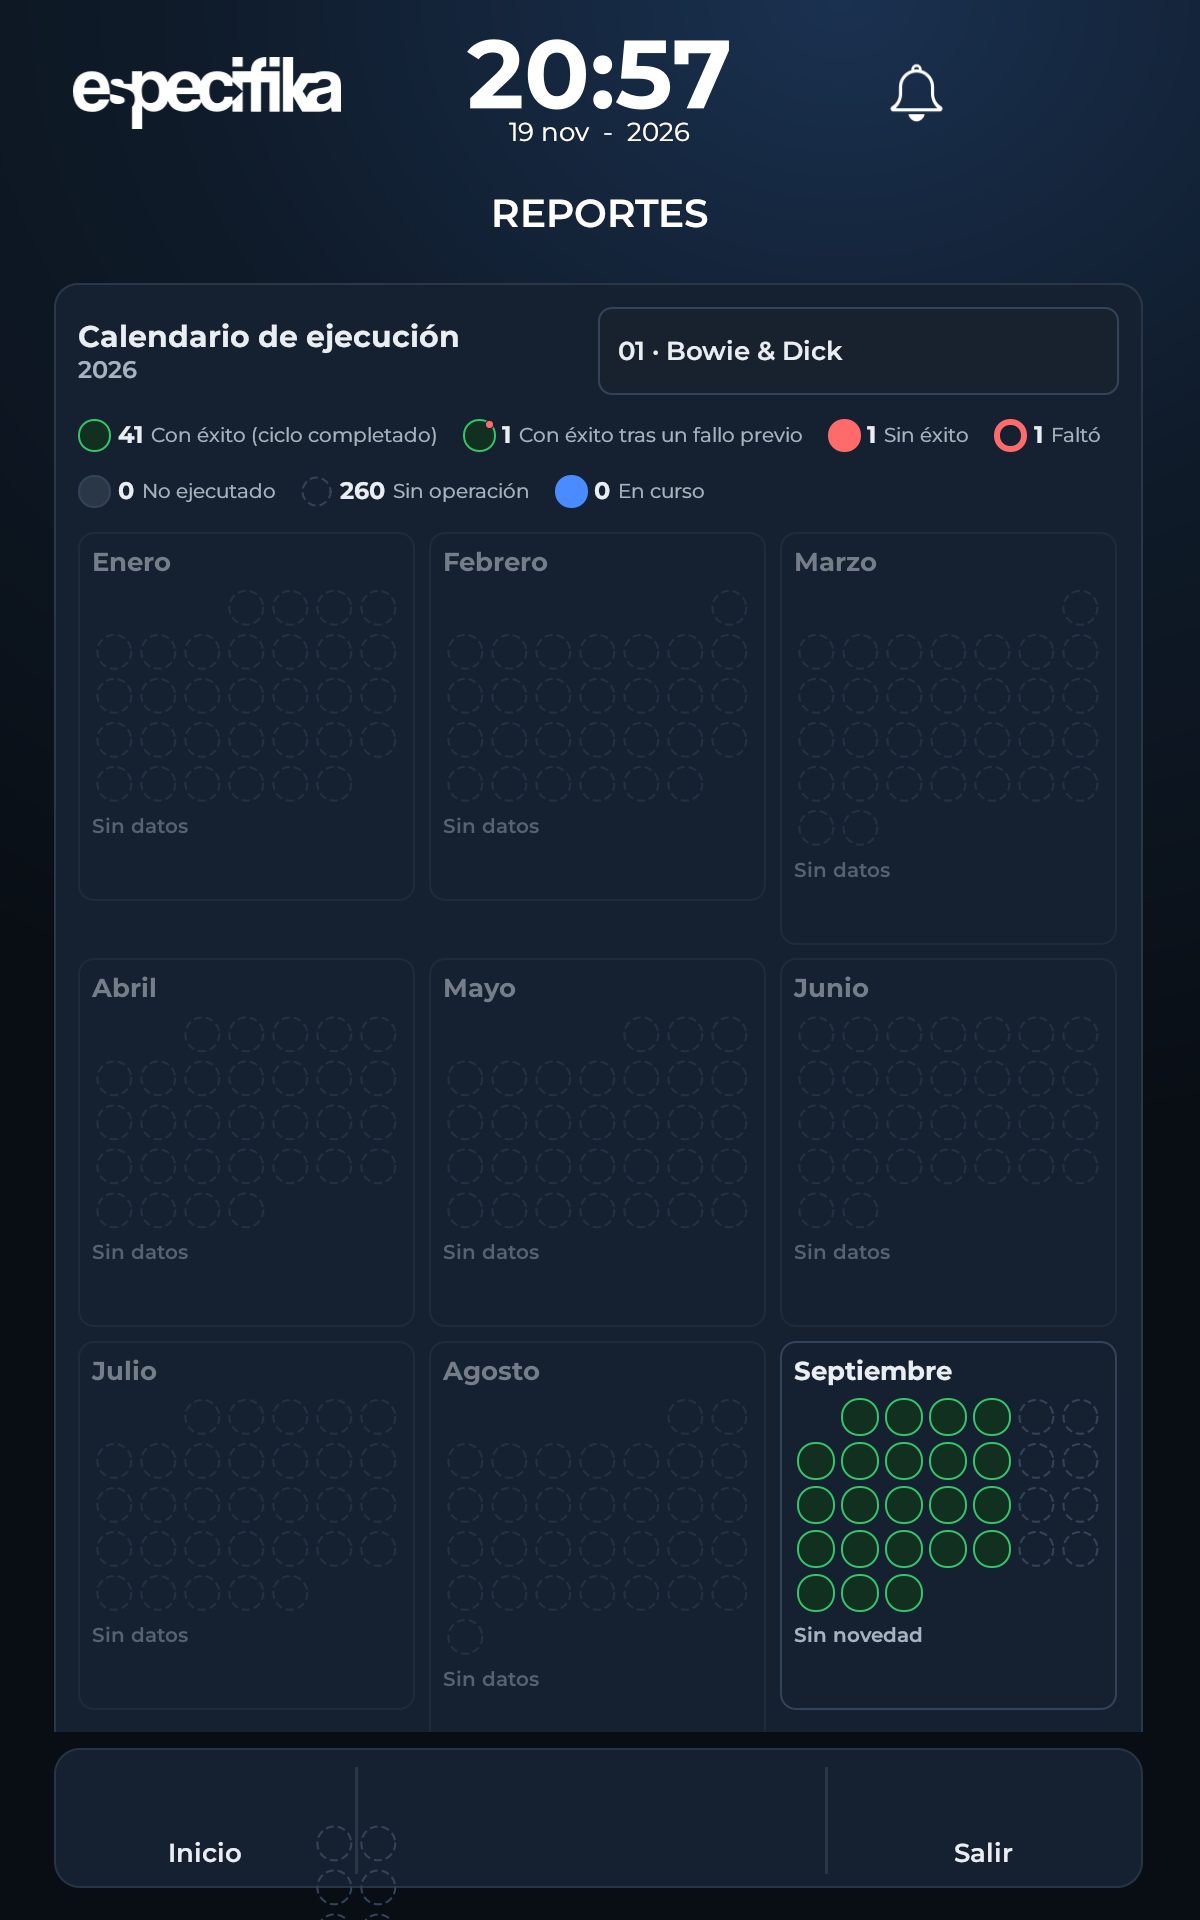 especifika
20:57
19 nov - 2026
REPORTES
Calendario de ejecución
2026
01 · Bowie & Dick
41 Con éxito (ciclo completado)
1 Con éxito tras un fallo previo
1 Sin éxito
1 Faltó
0 No ejecutado
260 Sin operación
0 En curso
Enero
Sin datos
Febrero
Sin datos
Marzo
Sin datos
Abril
Sin datos
Mayo
Sin datos
Junio
Sin datos
Julio
Sin datos
Agosto
Sin datos
Septiembre
Sin novedad
Inicio
Salir